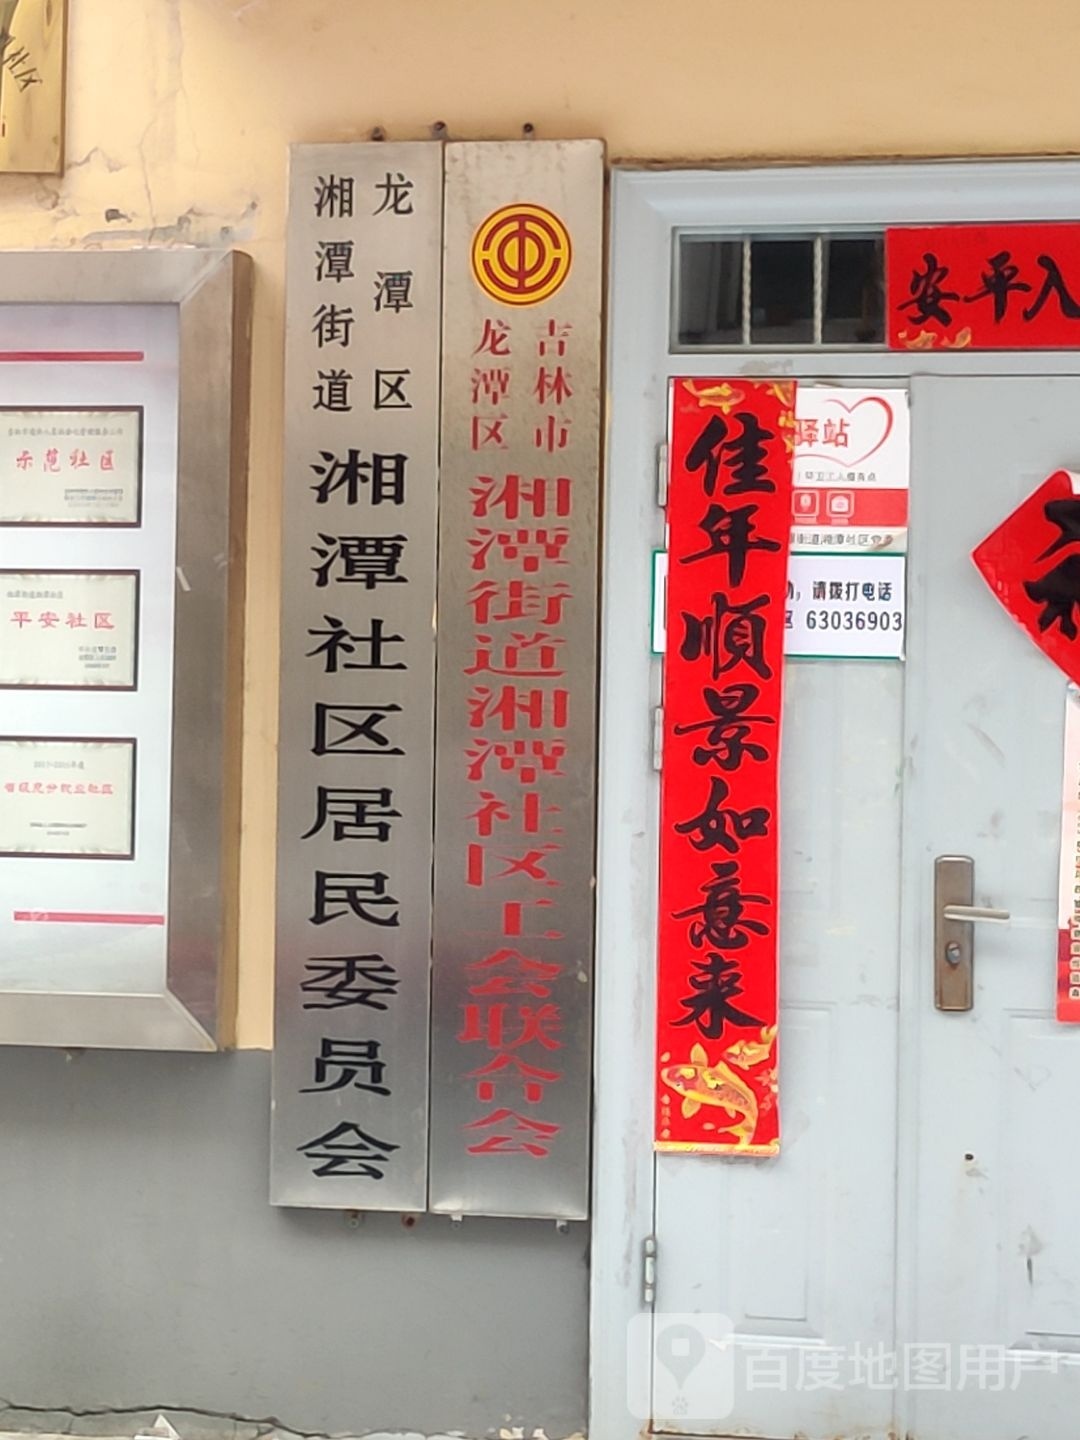 社区
示范社区
平安社区
龙潭区
湘潭街道
湘潭社区居民委员会
吉林市
龙潭区
湘潭街道湘潭社区工会联合会
安平入
佳年顺景如意来
驿站
请拨打电话
区 63036903
百度地图用户